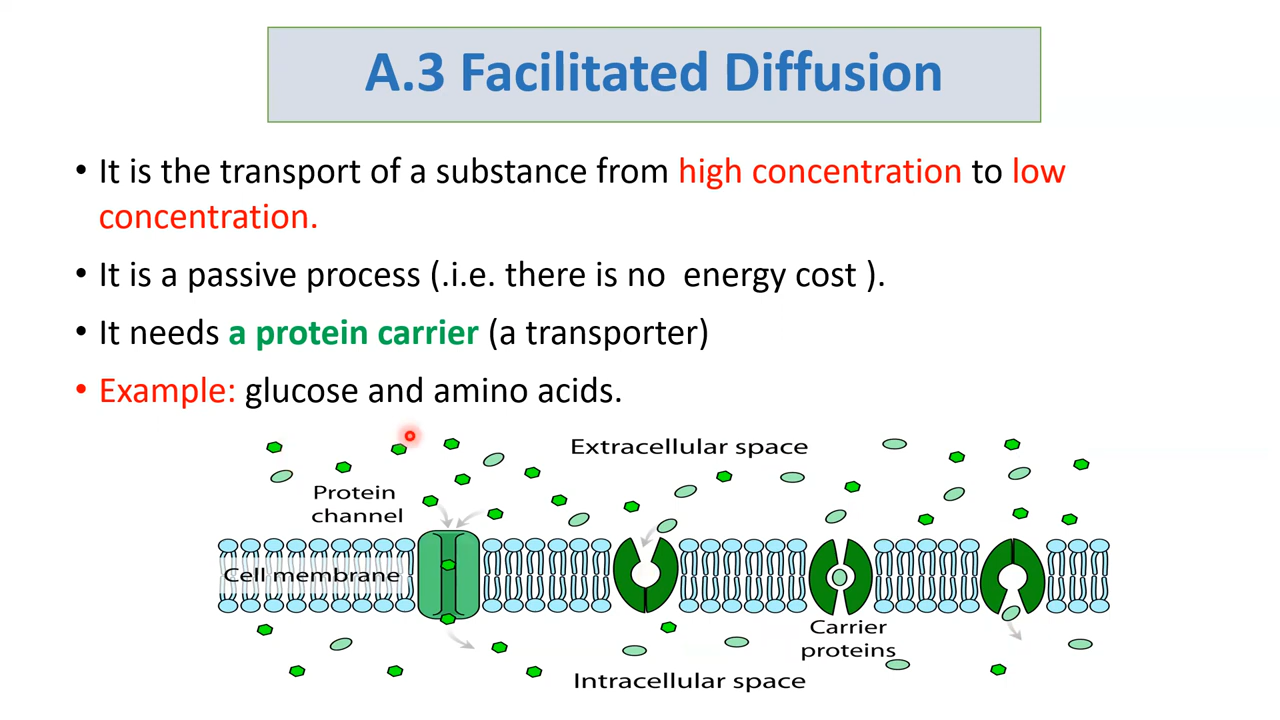 A.3 Facilitated Diffusion
• It is the transport of a substance from high concentration to low
concentration.
• It is a passive process (.i.e. there is no energy cost ).
• It needs a protein carrier (a transporter)
• Example: glucose and amino acids.
Extracellular space
Protein
channel
Cell membrane
Carrier
proteins
Intracellular space